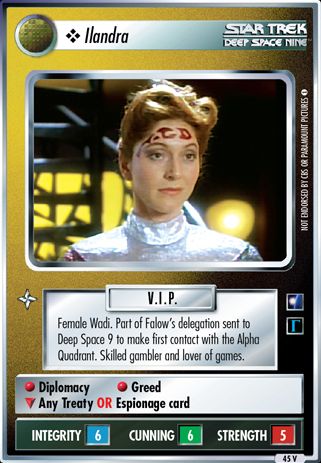 ❖ Ilandra
STAR TREK
DEEP SPACE NINE
NOT ENDORSED BY CBS OR PARAMOUNT PICTURES
V.I.P.
Female Wadi. Part of Falow's delegation sent to
Deep Space 9 to make first contact with the Alpha
Quadrant. Skilled gambler and lover of games.
Diplomacy Greed
Any Treaty OR Espionage card
INTEGRITY 6 CUNNING 6 STRENGTH 5
45 V